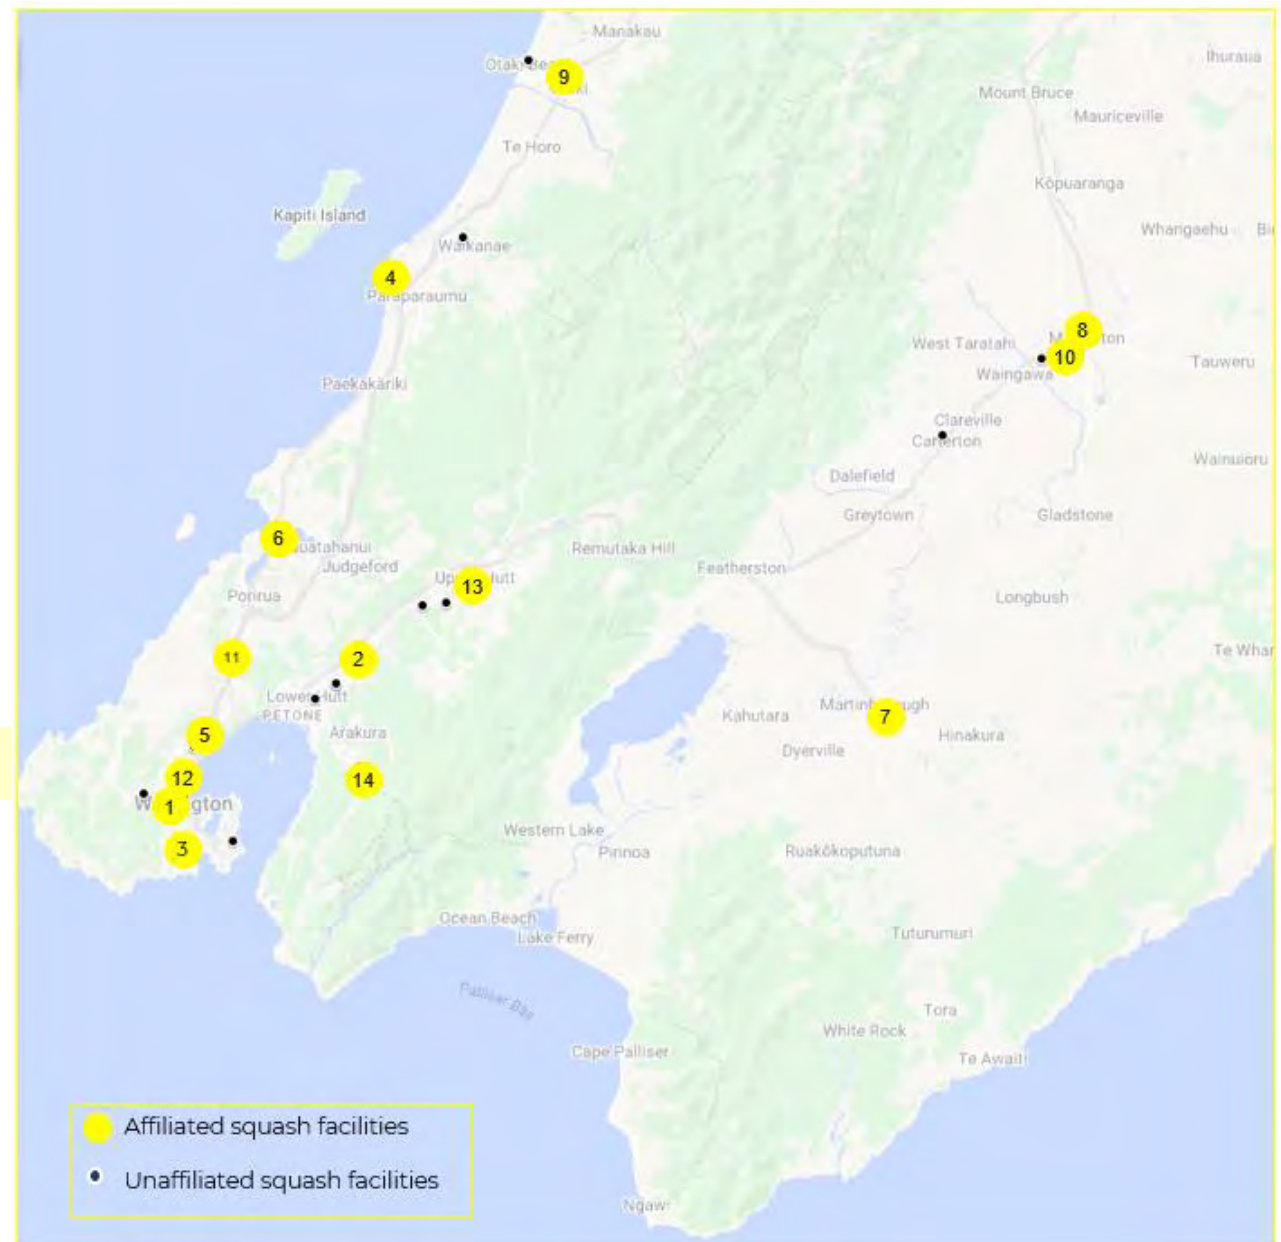 Manakau
Ihuraua
9
Mount Bruce
Mauriceville
Te Horo
Kōpuaranga
Kapiti Island
Whangaehu
Waikanae
4
Paraparaumu
8
West Taratahi
10
Tauweru
Waingawa
Paekākāriki
Clareville
Carterton
Dalefield
Greytown
Gladstone
6
Judgeford
Remutaka Hill
Featherston
13
Porirua
Longbush
11
2
Lower Hutt
PETONE
Arakura
Kahutara
7
Hinakura
Dyerville
5
12
14
1
3
Western Lake
Pirinoa
Ruakōkoputuna
Ocean Beach
Lake Ferry
Tuturumuri
Palliser Bay
Tora
White Rock
Cape Palliser
Te Awaiti
Affiliated squash facilities
Unaffiliated squash facilities
Ngawi